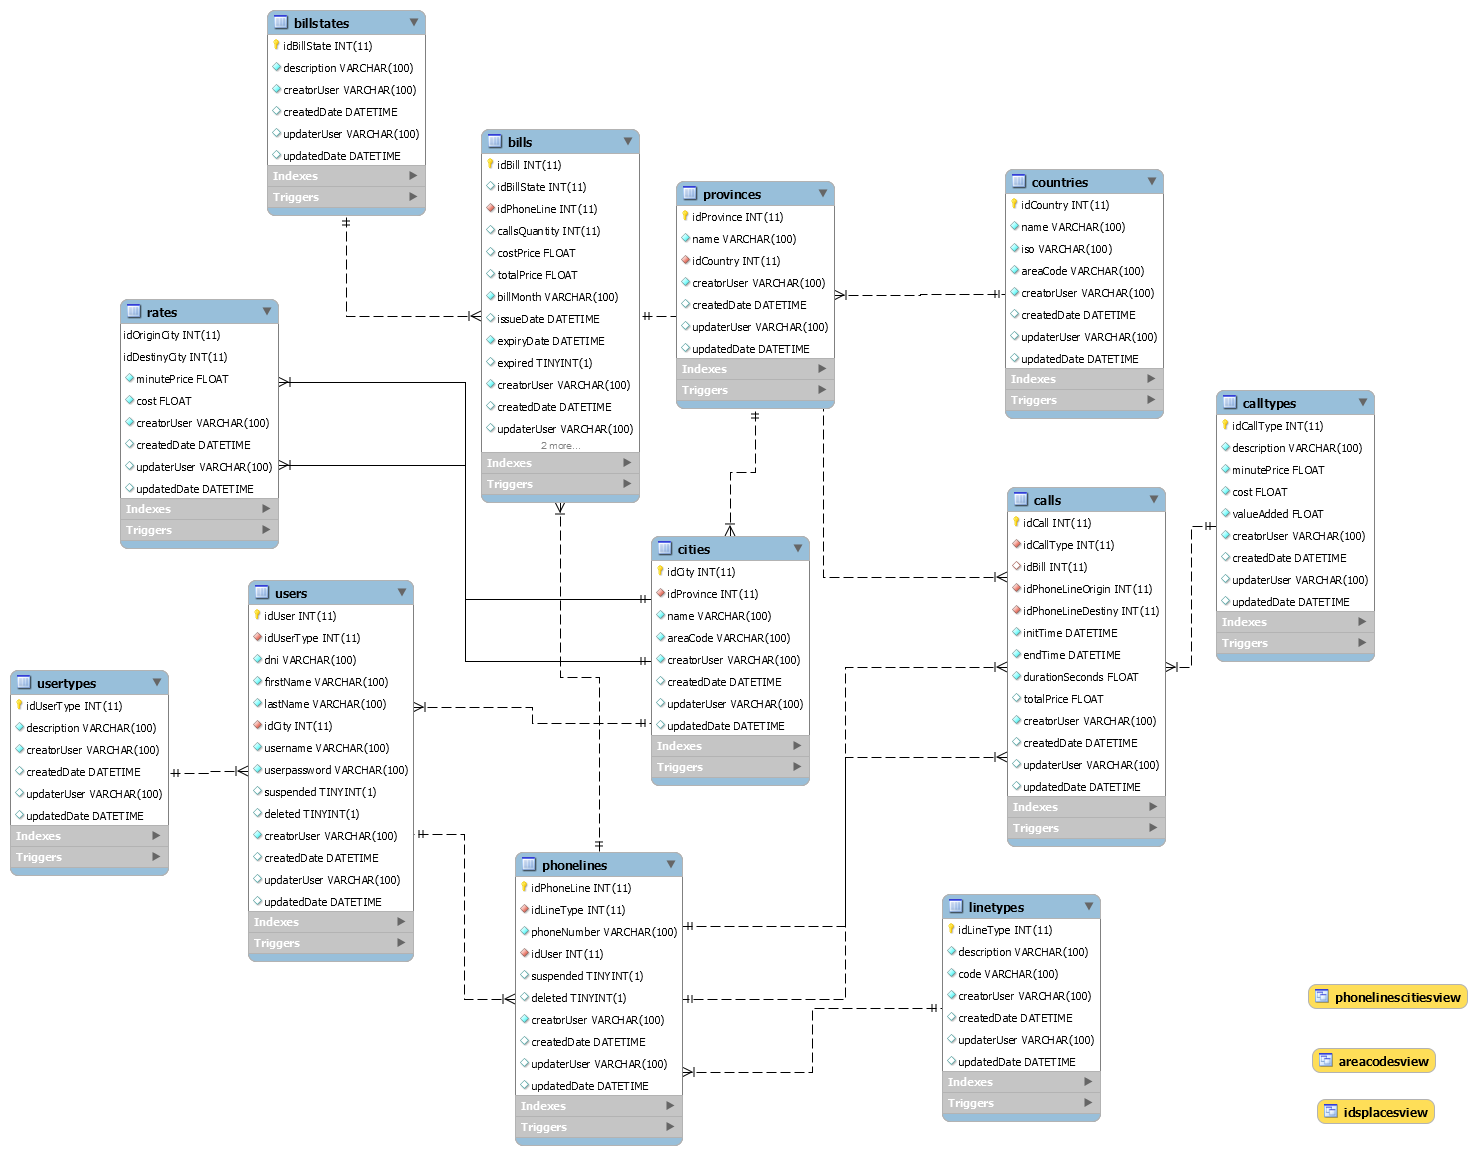 billstates
idBillState INT(11)
description VARCHAR(100)
creatorUser VARCHAR(100)
createdDate DATETIME
updaterUser VARCHAR(100)
updatedDate DATETIME
Indexes
Triggers
bills
idBill INT(11)
idBillState INT(11)
idPhoneLine INT(11)
callsQuantity INT(11)
costPrice FLOAT
totalPrice FLOAT
billMonth VARCHAR(100)
issueDate DATETIME
expiryDate DATETIME
expired TINYINT(1)
creatorUser VARCHAR(100)
createdDate DATETIME
updaterUser VARCHAR(100)
2 more...
Indexes
Triggers
provinces
idProvince INT(11)
name VARCHAR(100)
idCountry INT(11)
creatorUser VARCHAR(100)
createdDate DATETIME
updaterUser VARCHAR(100)
updatedDate DATETIME
Indexes
Triggers
countries
idCountry INT(11)
name VARCHAR(100)
iso VARCHAR(100)
areaCode VARCHAR(100)
creatorUser VARCHAR(100)
createdDate DATETIME
updaterUser VARCHAR(100)
updatedDate DATETIME
Indexes
Triggers
rates
idOriginCity INT(11)
idDestinyCity INT(11)
minutePrice FLOAT
cost FLOAT
creatorUser VARCHAR(100)
createdDate DATETIME
updaterUser VARCHAR(100)
updatedDate DATETIME
Indexes
Triggers
calltypes
idCallType INT(11)
description VARCHAR(100)
minutePrice FLOAT
cost FLOAT
valueAdded FLOAT
creatorUser VARCHAR(100)
createdDate DATETIME
updaterUser VARCHAR(100)
updatedDate DATETIME
Indexes
Triggers
calls
idCall INT(11)
idCallType INT(11)
idBill INT(11)
idPhoneLineOrigin INT(11)
idPhoneLineDestiny INT(11)
initTime DATETIME
endTime DATETIME
durationSeconds FLOAT
totalPrice FLOAT
creatorUser VARCHAR(100)
createdDate DATETIME
updaterUser VARCHAR(100)
updatedDate DATETIME
Indexes
Triggers
cities
idCity INT(11)
idProvince INT(11)
name VARCHAR(100)
areaCode VARCHAR(100)
creatorUser VARCHAR(100)
createdDate DATETIME
updaterUser VARCHAR(100)
updatedDate DATETIME
Indexes
Triggers
users
idUser INT(11)
idUserType INT(11)
dni VARCHAR(100)
firstName VARCHAR(100)
lastName VARCHAR(100)
idCity INT(11)
username VARCHAR(100)
userpassword VARCHAR(100)
suspended TINYINT(1)
deleted TINYINT(1)
creatorUser VARCHAR(100)
createdDate DATETIME
updaterUser VARCHAR(100)
updatedDate DATETIME
Indexes
Triggers
usertypes
idUserType INT(11)
description VARCHAR(100)
creatorUser VARCHAR(100)
createdDate DATETIME
updaterUser VARCHAR(100)
updatedDate DATETIME
Indexes
Triggers
phonelines
idPhoneLine INT(11)
idLineType INT(11)
phoneNumber VARCHAR(100)
idUser INT(11)
suspended TINYINT(1)
deleted TINYINT(1)
creatorUser VARCHAR(100)
createdDate DATETIME
updaterUser VARCHAR(100)
updatedDate DATETIME
Indexes
Triggers
linetypes
idLineType INT(11)
description VARCHAR(100)
code VARCHAR(100)
creatorUser VARCHAR(100)
createdDate DATETIME
updaterUser VARCHAR(100)
updatedDate DATETIME
Indexes
Triggers
phonelinescitiesview
areacodesview
idsplacesview